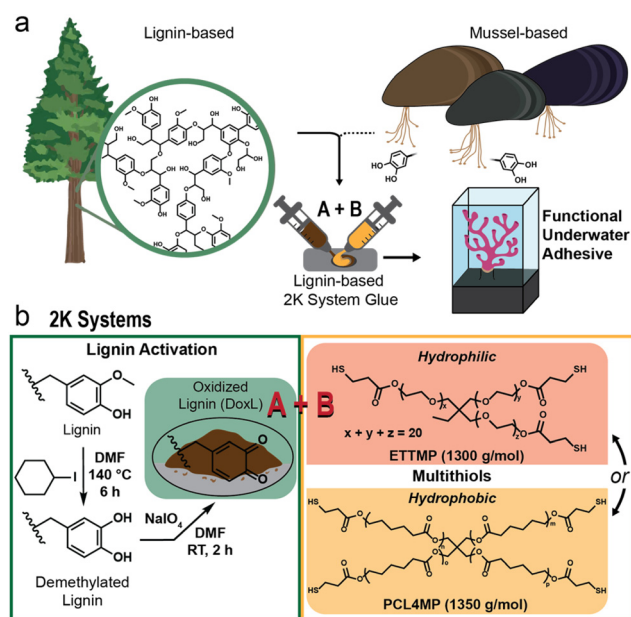 a
Lignin-based
Mussel-based
A + B
Lignin-based
2K System Glue
Functional
Underwater
Adhesive
b 2K Systems
Lignin Activation
Lignin
DMF
140 °C
6 h
I
Demethylated
Lignin
NaIO4
DMF
RT, 2 h
Oxidized
Lignin (DoxL)
A + B
Hydrophilic
x + y + z = 20
ETTMP (1300 g/mol)
Multithiols
or
Hydrophobic
PCL4MP (1350 g/mol)